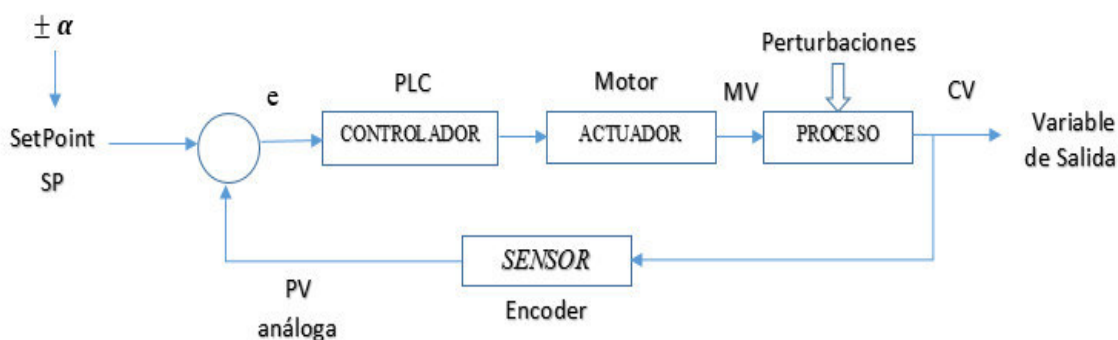 ± α
Perturbaciones
e
PLC
Motor
MV
CV
SetPoint
SP
CONTROLADOR
ACTUADOR
PROCESO
Variable
de Salida
SENSOR
PV
análoga
Encoder